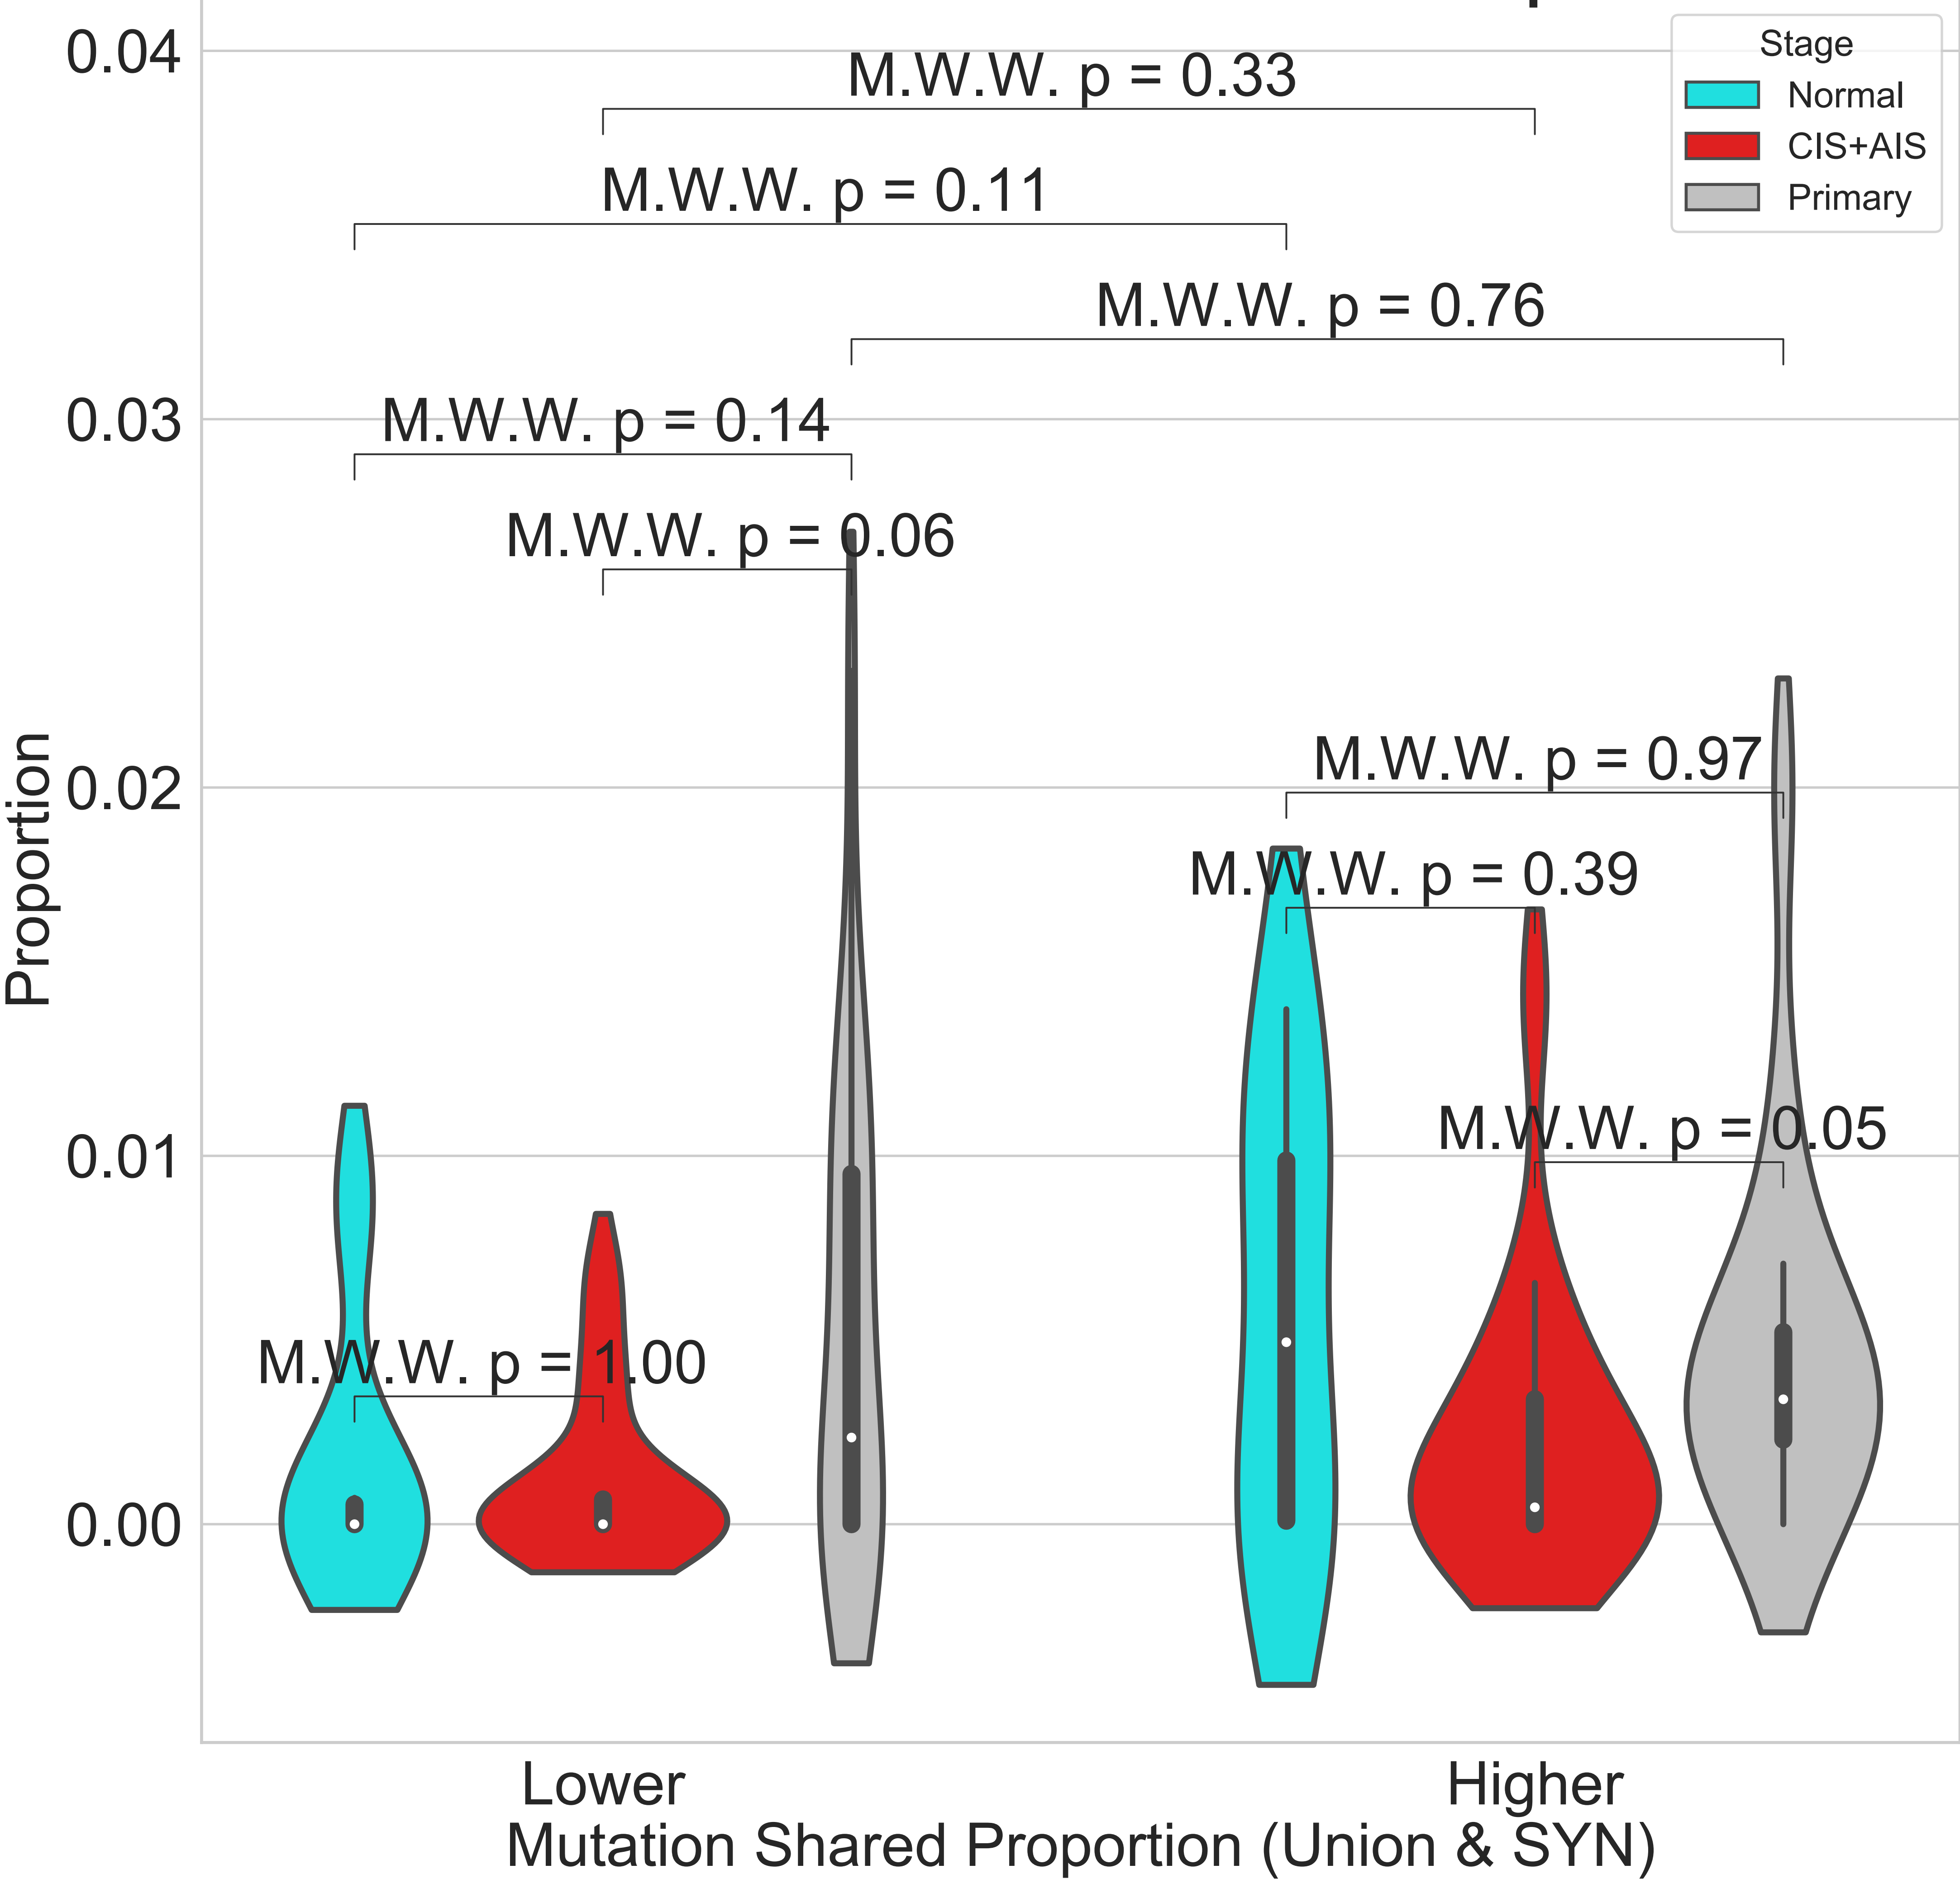 0.04
0.03
0.02
0.01
0.00
Proportion
M.W.W. p = 0.33
M.W.W. p = 0.11
M.W.W. p = 0.76
M.W.W. p = 0.14
M.W.W. p = 0.06
M.W.W. p = 0.97
M.W.W. p = 0.39
M.W.W. p = 0.05
M.W.W. p = 1.00
Stage
Normal
CIS+AIS
Primary
Lower Higher
Mutation Shared Proportion (Union & SYN)